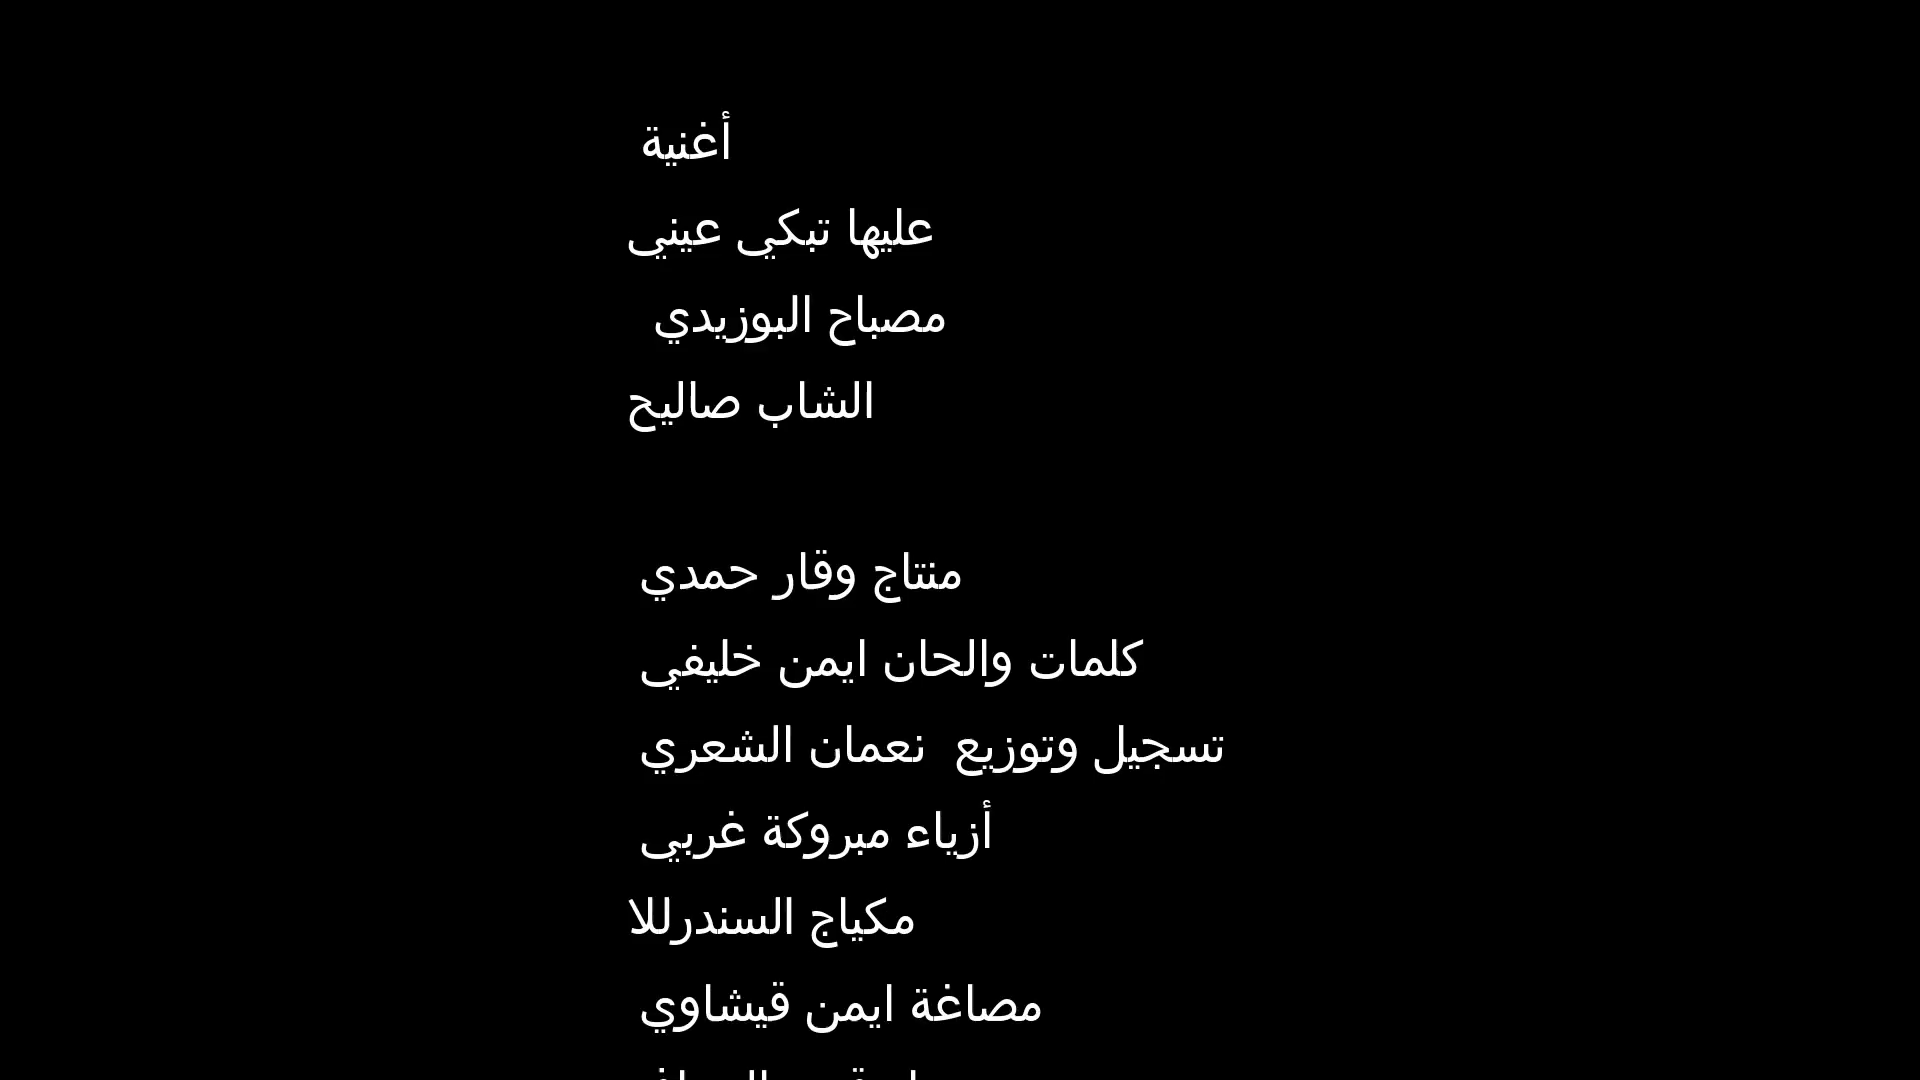 أغنية
عليها تبكي عيني
مصباح البوزيدي
الشاب صاليح
منتاج وقار حمدي
كلمات والحان ايمن خليفي
تسجيل وتوزيع  نعمان الشعري
أزياء مبروكة غربي
مكياج السندرللا
مصاغة ايمن قيشاوي